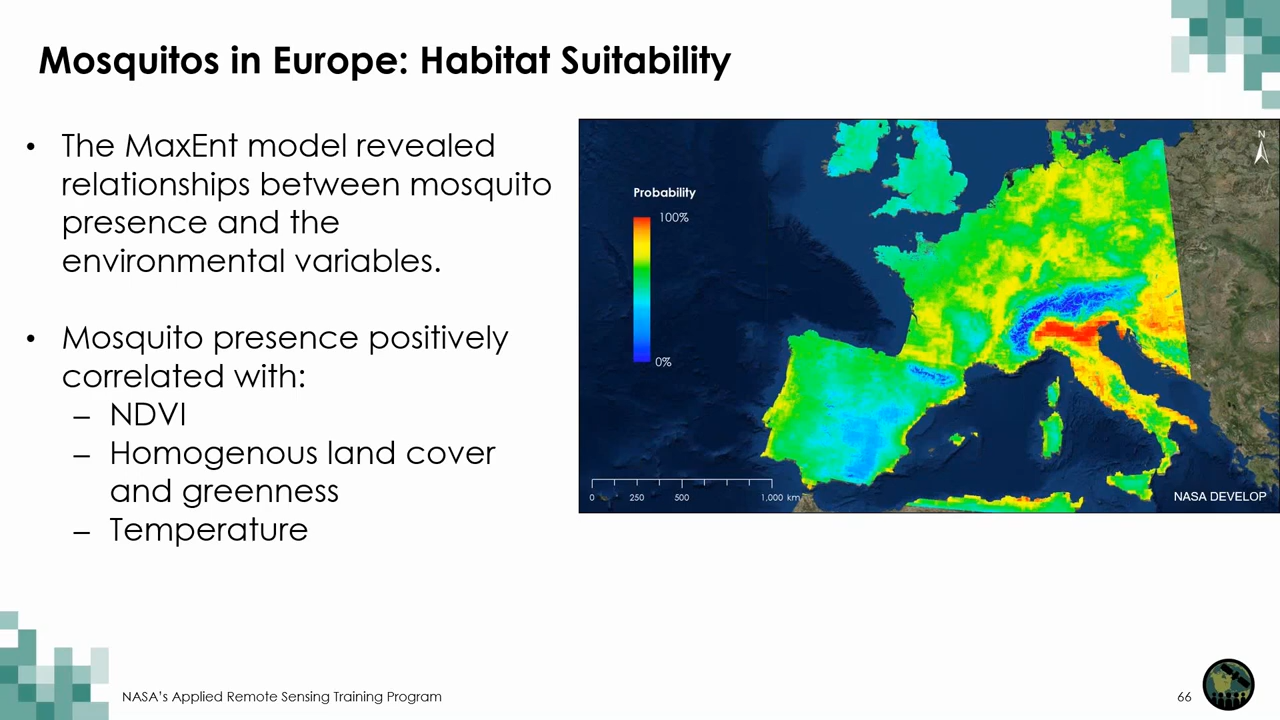 Mosquitos in Europe: Habitat Suitability
• The MaxEnt model revealed
relationships between mosquito
presence and the
environmental variables.
• Mosquito presence positively
correlated with:
– NDVI
– Homogenous land cover
and greenness
– Temperature
N
Probability
100%
0%
0 250 500 1,000 km
NASA DEVELOP
NASA's Applied Remote Sensing Training Program
66